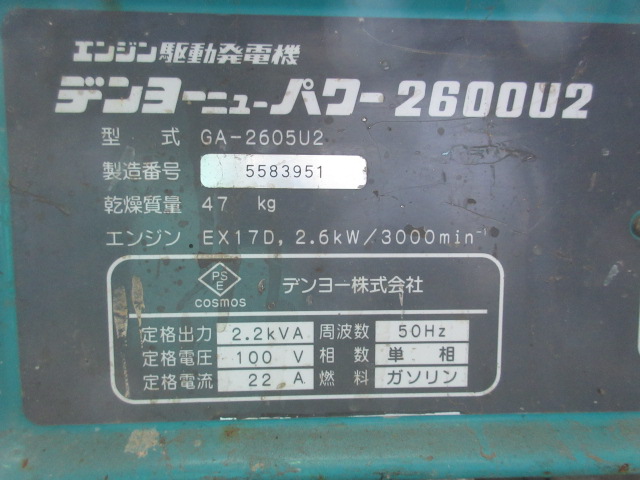 エンジン駆動発電機
デンヨーニューパワー2600U2
型 式 GA-2605U2
製造番号 5583951
乾燥質量 47 kg
エンジン EX17D, 2.6kW/3000min⁻¹
PS
E
cosmos
デンヨー株式会社
定格出力 2.2kVA 周波数 50Hz
定格電圧 100 V 相 数 単 相
定格電流 22 A 燃 料 ガソリン